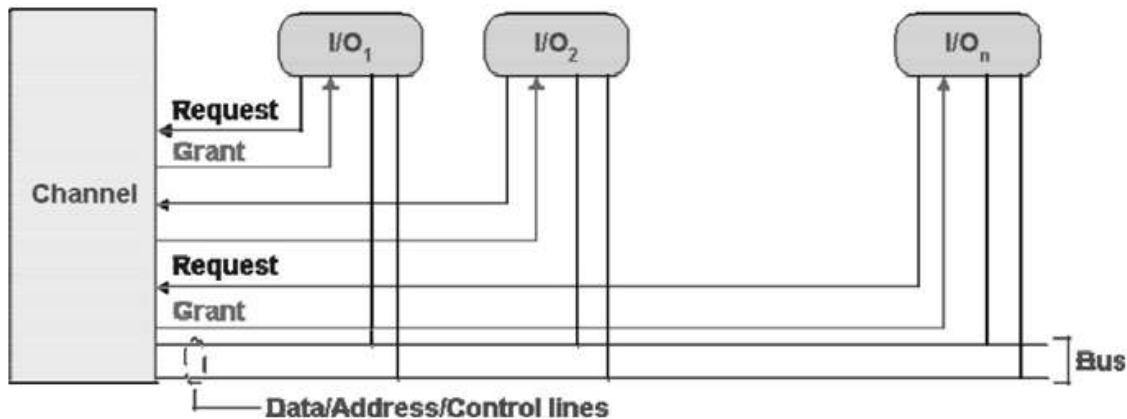 I/O₁
I/O₂
I/Oₙ
Request
Grant
Channel
Request
Grant
Bus
Data/Address/Control lines